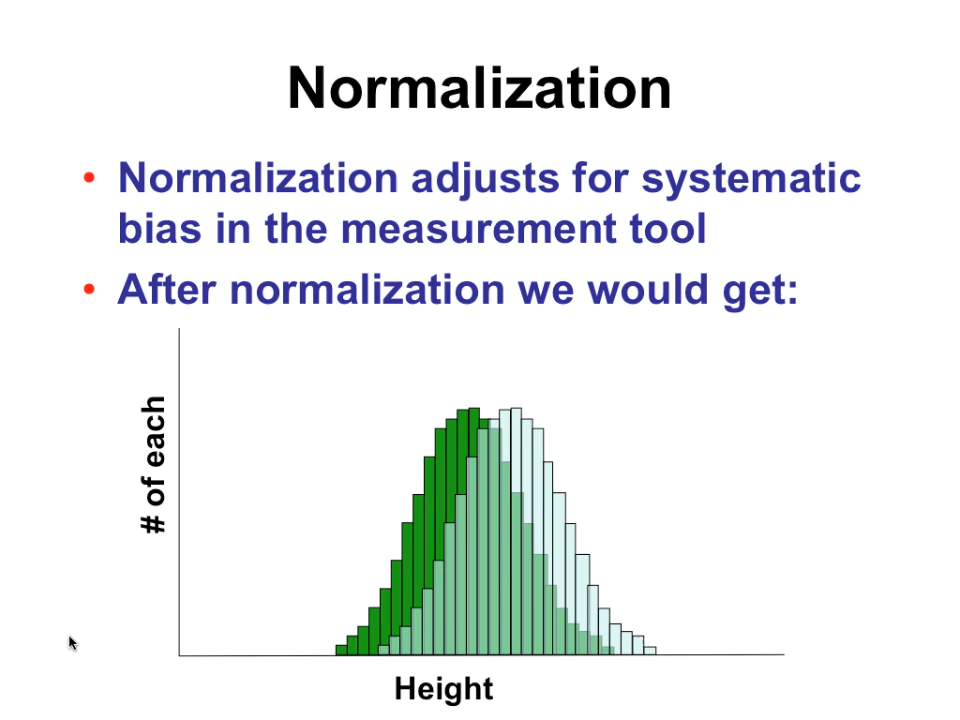 Normalization
• Normalization adjusts for systematic
bias in the measurement tool
• After normalization we would get:
# of each
Height